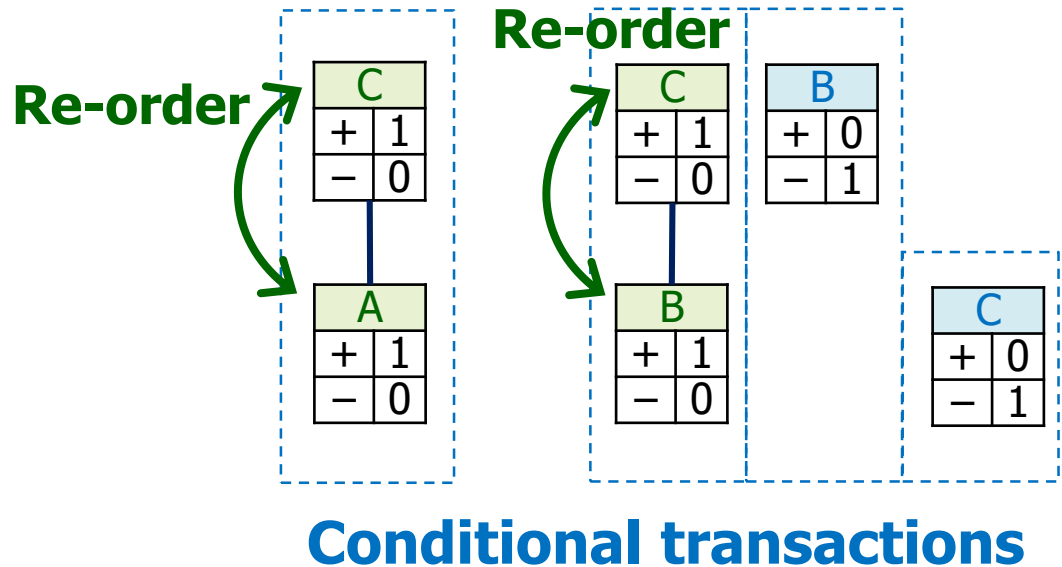 Re-order
Re-order
C
+ 1
− 0
C
+ 1
− 0
B
+ 0
− 1
A
+ 1
− 0
B
+ 1
− 0
C
+ 0
− 1
Conditional transactions